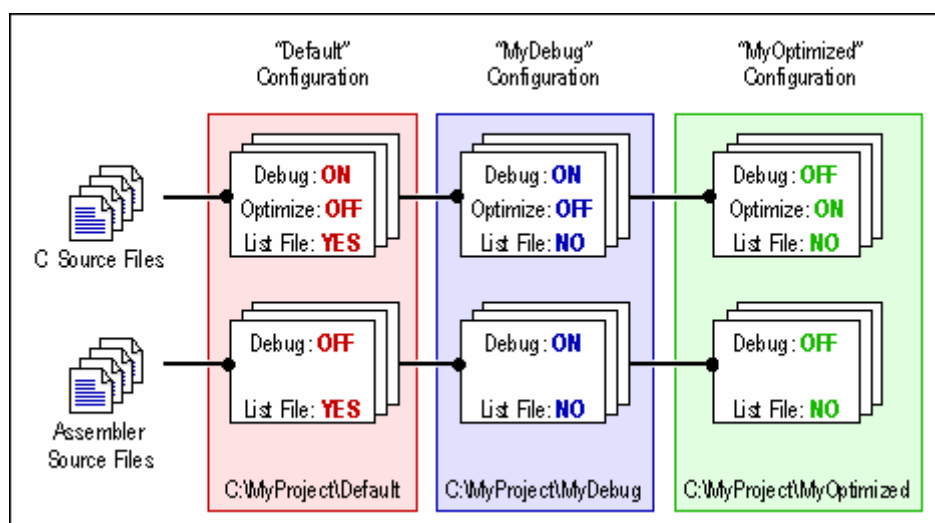 "Default"
Configuration
"MyDebug"
Configuration
"MyOptimized"
Configuration
C Source Files
Debug: ON
Optimize: OFF
List File: YES
Debug: ON
Optimize: OFF
List File: NO
Debug: OFF
Optimize: ON
List File: NO
Assembler
Source Files
Debug: OFF
List File: YES
Debug: ON
List File: NO
Debug: OFF
List File: NO
C:\MyProject\Default
C:\MyProject\MyDebug
C:\MyProject\MyOptimized